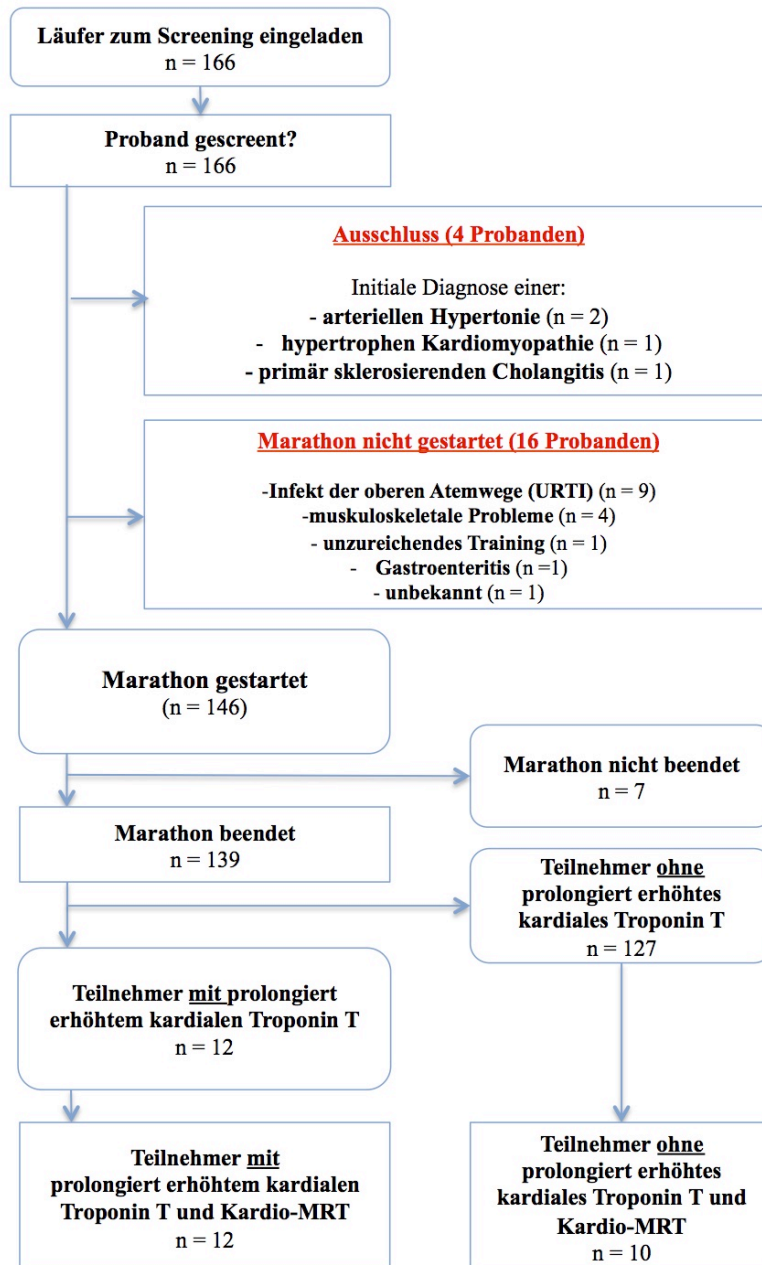 Läufer zum Screening eingeladen
n = 166
Proband gescreent?
n = 166
Ausschluss (4 Probanden)
Initiale Diagnose einer:
- arteriellen Hypertonie (n = 2)
- hypertrophen Kardiomyopathie (n = 1)
- primär sklerosierenden Cholangitis (n = 1)
Marathon nicht gestartet (16 Probanden)
-Infekt der oberen Atemwege (URTI) (n = 9)
-muskuloskeletale Probleme (n = 4)
- unzureichendes Training (n = 1)
- Gastroenteritis (n =1)
- unbekannt (n = 1)
Marathon gestartet
(n = 146)
Marathon nicht beendet
n = 7
Marathon beendet
n = 139
Teilnehmer ohne
prolongiert erhöhtes
kardiales Troponin T
n = 127
Teilnehmer mit prolongiert
erhöhtem kardialen Troponin T
n = 12
Teilnehmer mit
prolongiert erhöhtem kardialen
Troponin T und Kardio-MRT
n = 12
Teilnehmer ohne
prolongiert erhöhtes
kardiales Troponin T und
Kardio-MRT
n = 10